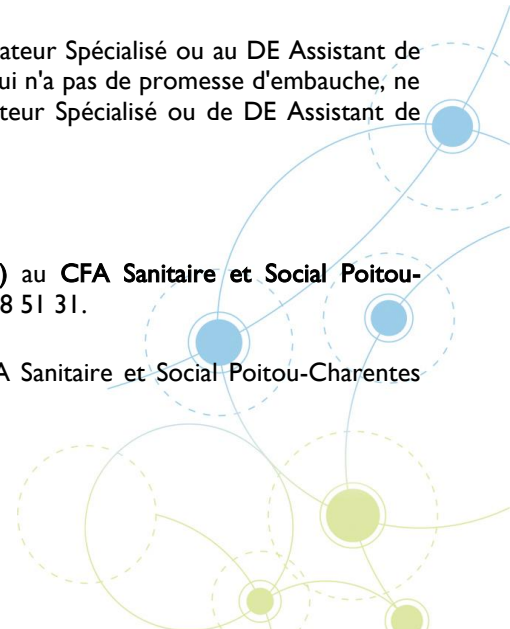 ateur Spécialisé ou au DE Assistant de
ui n'a pas de promesse d'embauche, ne
teur Spécialisé ou de DE Assistant de
) au CFA Sanitaire et Social Poitou-
8 51 31.
A Sanitaire et Social Poitou-Charentes